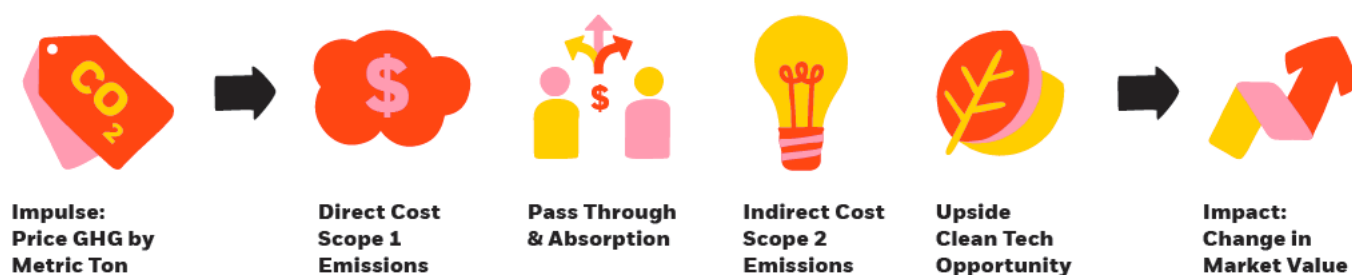 CO2
$
$
Impulse:
Price GHG by
Metric Ton
Direct Cost
Scope 1
Emissions
Pass Through
& Absorption
Indirect Cost
Scope 2
Emissions
Upside
Clean Tech
Opportunity
Impact:
Change in
Market Value